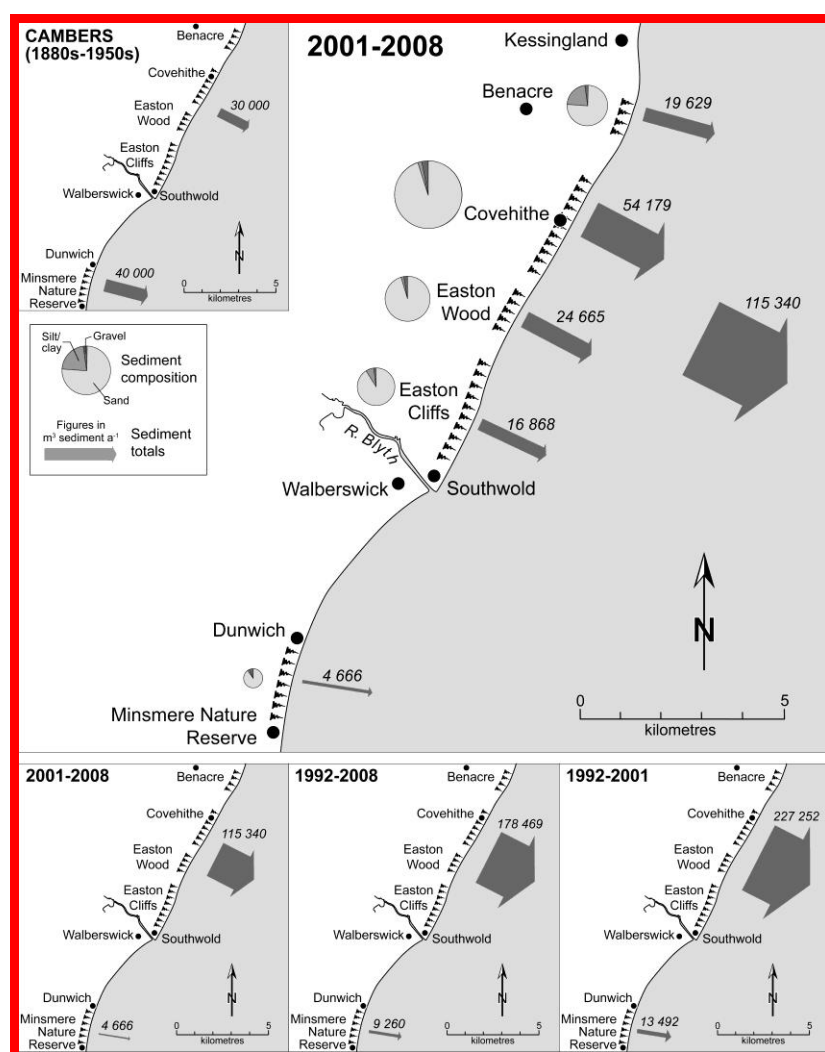 CAMBERS
(1880s-1950s)
Benacre
Covehithe
30 000
Easton
Wood
Easton
Cliffs
Walberswick
Southwold
N
Dunwich
40 000
Minsmere
Nature
Reserve
0
5
kilometres
2001-2008
Kessingland
Benacre
19 629
Covehithe
54 179
Easton
Wood
24 665
115 340
Easton
Cliffs
16 868
R. Blyth
Walberswick
Southwold
Dunwich
4 666
Minsmere Nature
Reserve
N
0
5
kilometres
Silt/
clay
Gravel
Sediment
composition
Sand
Figures in
m³ sediment a⁻¹
Sediment
totals
2001-2008
Benacre
Covehithe
115 340
Easton
Wood
Easton
Cliffs
Walberswick
Southwold
Dunwich
4 666
Minsmere
Nature
Reserve
N
0
5
kilometres
1992-2008
Benacre
Covehithe
178 469
Easton
Wood
Easton
Cliffs
Walberswick
Southwold
Dunwich
9 260
Minsmere
Nature
Reserve
N
0
5
kilometres
1992-2001
Benacre
Covehithe
227 252
Easton
Wood
Easton
Cliffs
Walberswick
Southwold
Dunwich
13 492
Minsmere
Nature
Reserve
N
0
5
kilometres